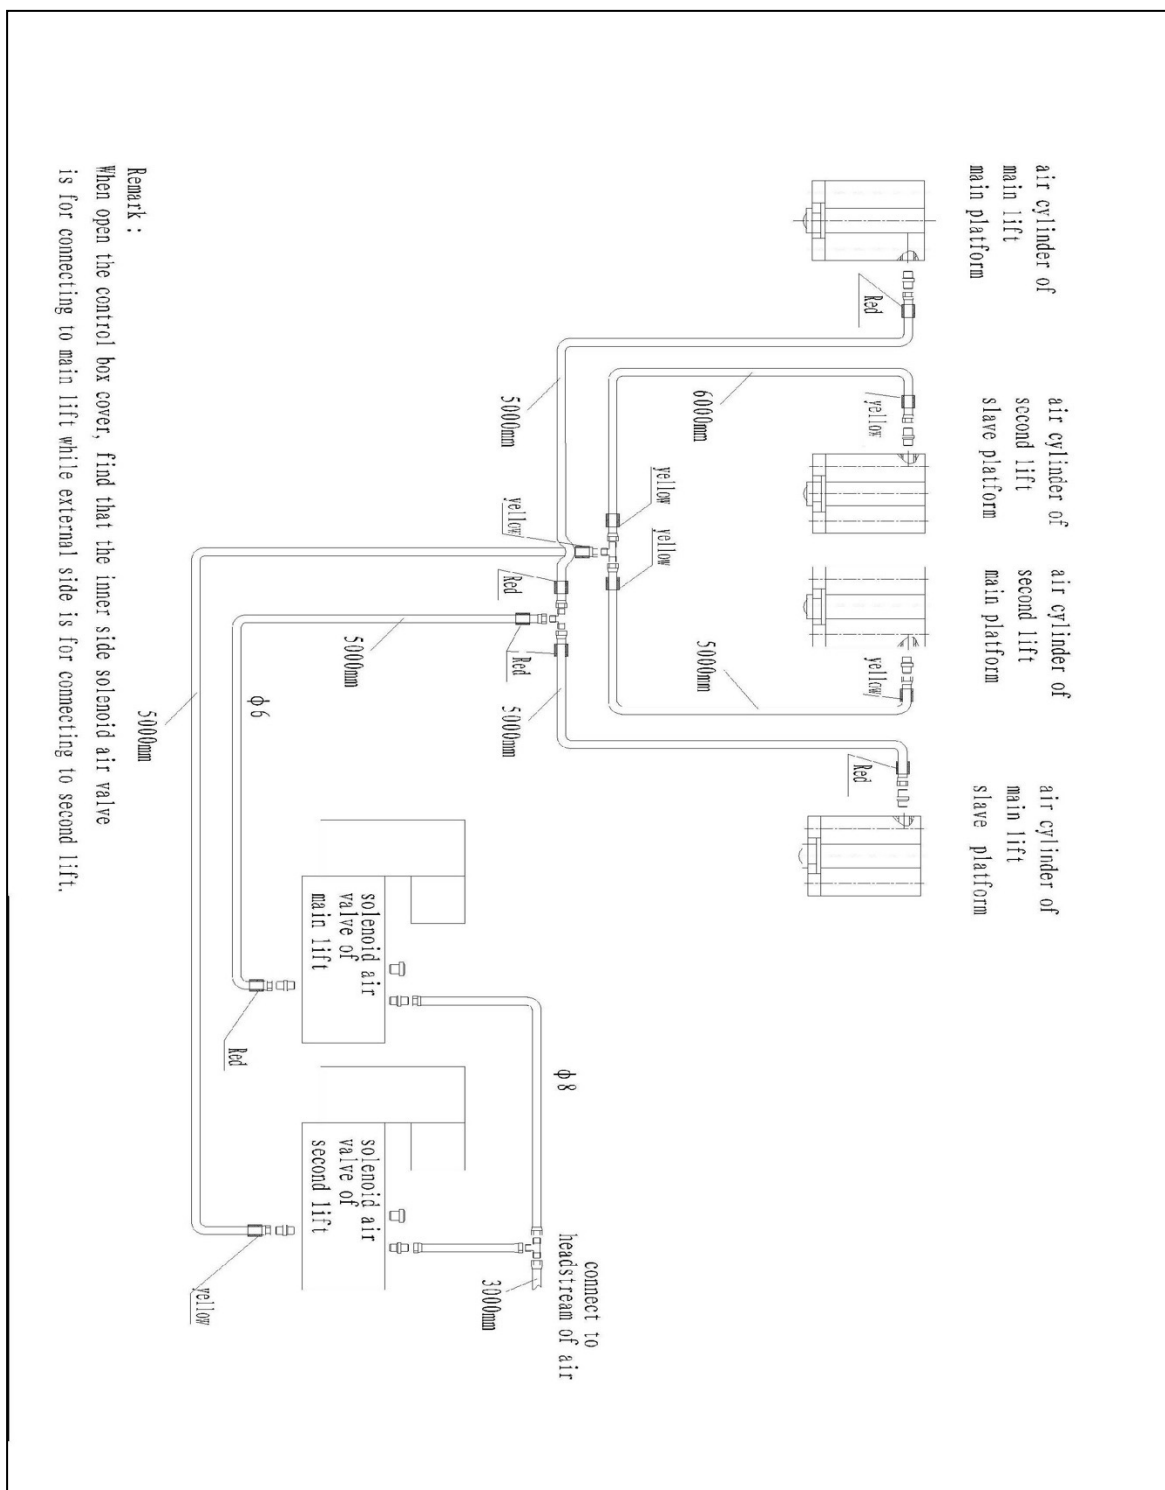 air cylinder of
main lift
main platform
air cylinder of
second lift
slave platform
air cylinder of
second lift
main platform
air cylinder of
main lift
slave platform
Red
yellow
yellow
Red
6000mm
5000mm
5000mm
yellow
yellow
yellow
Red
Red
5000mm
5000mm
connect to
headstream of air
φ8
3000mm
solenoid air
valve of
main lift
solenoid air
valve of
second lift
φ6
Red
yellow
5000mm
Remark :
When open the control box cover, find that the inner side solenoid air valve
is for connecting to main lift while external side is for connecting to second lift.